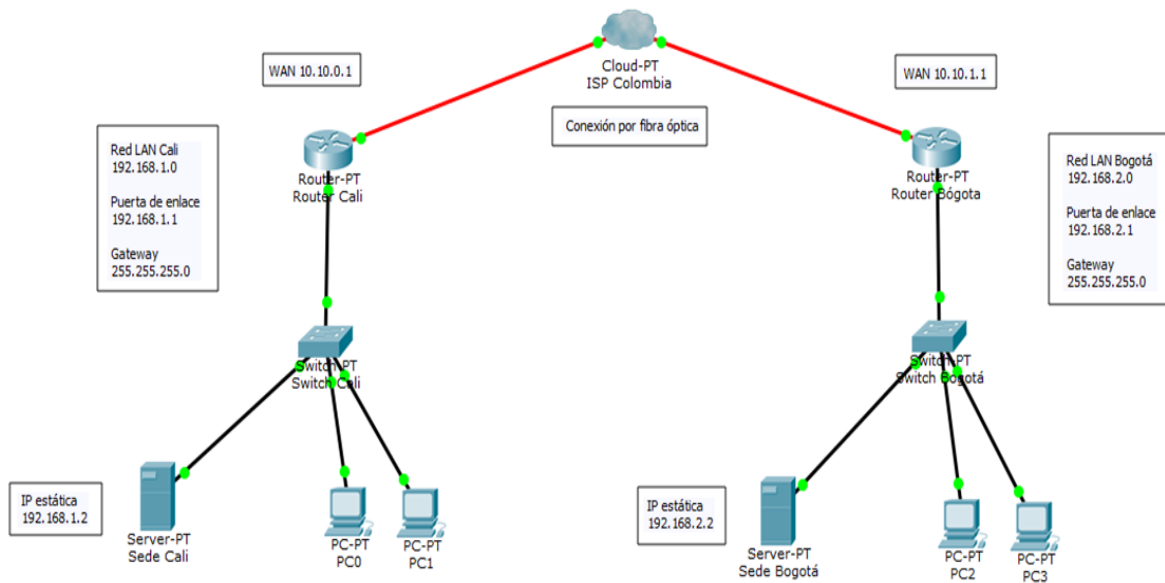 Cloud-PT
ISP Colombia
WAN 10.10.0.1
WAN 10.10.1.1
Conexión por fibra óptica
Red LAN Cali
192.168.1.0
Puerta de enlace
192.168.1.1
Gateway
255.255.255.0
Router-PT
Router Cali
Router-PT
Router Bógota
Red LAN Bogotá
192.168.2.0
Puerta de enlace
192.168.2.1
Gateway
255.255.255.0
Switch-PT
Switch Cali
Switch-PT
Switch Bogotá
IP estática
192.168.1.2
Server-PT
Sede Cali
PC-PT
PC0
PC-PT
PC1
IP estática
192.168.2.2
Server-PT
Sede Bogotá
PC-PT
PC2
PC-PT
PC3